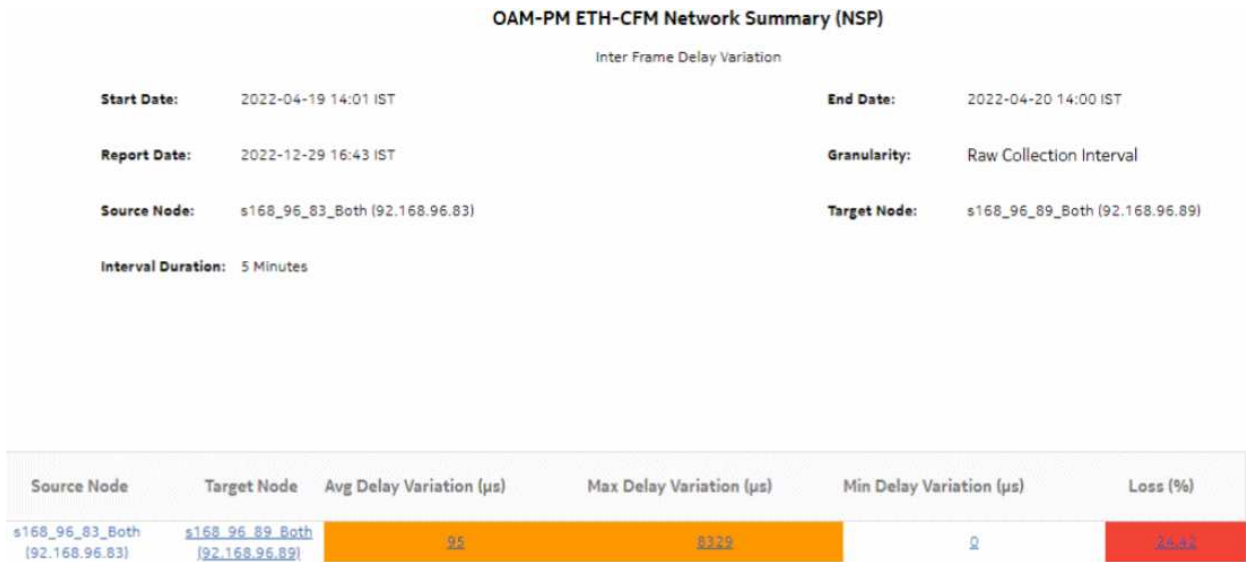 OAM-PM ETH-CFM Network Summary (NSP)
Inter Frame Delay Variation
Start Date: 2022-04-19 14:01 IST End Date: 2022-04-20 14:00 IST
Report Date: 2022-12-29 16:43 IST Granularity: Raw Collection Interval
Source Node: s168_96_83_Both (92.168.96.83) Target Node: s168_96_89_Both (92.168.96.89)
Interval Duration: 5 Minutes
Source Node Target Node Avg Delay Variation (µs) Max Delay Variation (µs) Min Delay Variation (µs) Loss (%)
s168_96_83_Both s168_96_89_Both 95 8329 0 24.42
(92.168.96.83) (92.168.96.89)